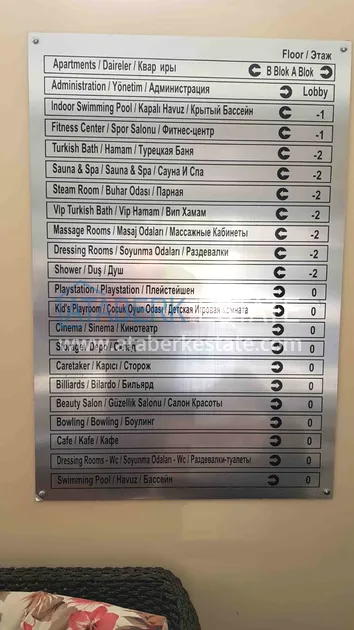 Floor / Этаж
Apartments / Daireler / Квар иры B Blok A Blok
Administration / Yönetim / Администрация Lobby
Indoor Swimming Pool / Kapalı Havuz / Крытый Бассейн -1
Fitness Center / Spor Salonu / Фитнес-центр -1
Turkish Bath / Hamam / Турецкая Баня -2
Sauna & Spa / Sauna & Spa / Сауна И Спа -2
Steam Room / Buhar Odası / Парная -2
Vip Turkish Bath / Vip Hamam / Вип Хамам -2
Massage Rooms / Masaj Odaları / Массажные Кабинеты -2
Dressing Rooms / Soyunma Odaları / Раздевалки -2
Shower / Duş / Душ -2
Playstation / Playstation / Плейстейшен 0
Kid's Playroom / Çocuk Oyun Odası / Детская Игровая комната 0
Cinema / Sinema / Кинотеатр 0
www.ataberkestate.com
Storage / Depo / Склад 0
Caretaker / Kapıcı / Сторож 0
Billiards / Bilardo / Бильярд 0
Beauty Salon / Güzellik Salonu / Салон Красоты 0
Bowling / Bowling / Боулинг 0
Cafe / Kafe / Кафе 0
Dressing Rooms - Wc / Soyunma Odaları - Wc / Раздевалки-туалеты 0
Swimming Pool / Havuz / Бассейн 0